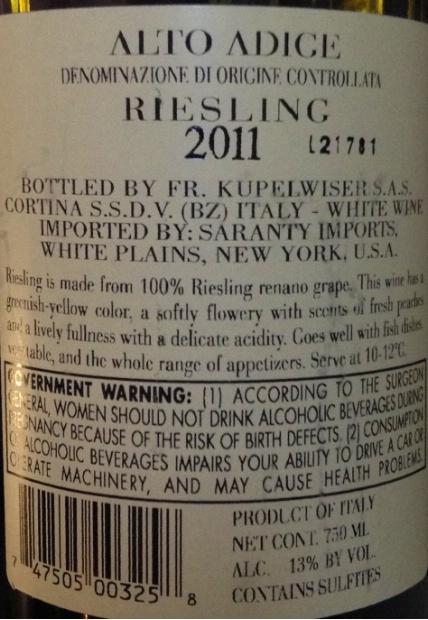 ALTO ADIGE
DENOMINAZIONE DI ORIGINE CONTROLLATA
RIESLING
2011 L21781
BOTTLED BY FR. KUPELWISER S.A.S.
CORTINA S.S.D.V. (BZ) ITALY - WHITE WINE
IMPORTED BY: SARANTY IMPORTS,
WHITE PLAINS, NEW YORK, U.S.A.
Riesling is made from 100% Riesling renano grape. This wine has a
greenish-yellow color, a softly flowery with scents of fresh peaches
and a lively fullness with a delicate acidity. Goes well with fish dishes,
vegetable, and the whole range of appetizers. Serve at 10-12°C.
GOVERNMENT WARNING: (1) ACCORDING TO THE SURGEON
GENERAL, WOMEN SHOULD NOT DRINK ALCOHOLIC BEVERAGES DURING
PREGNANCY BECAUSE OF THE RISK OF BIRTH DEFECTS. (2) CONSUMPTION
OF ALCOHOLIC BEVERAGES IMPAIRS YOUR ABILITY TO DRIVE A CAR OR
OPERATE MACHINERY, AND MAY CAUSE HEALTH PROBLEMS.
PRODUCT OF ITALY
NET CONT. 750 ML
ALC. 13% BY VOL.
CONTAINS SULFITES
7 47505 00325 8